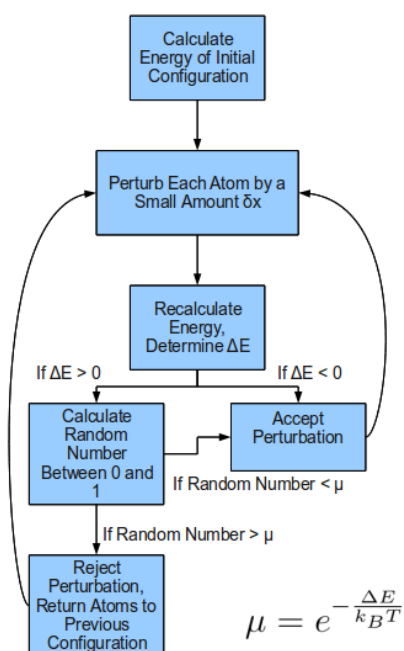 Calculate
Energy of Initial
Configuration
Perturb Each Atom by a
Small Amount δx
Recalculate
Energy,
Determine ΔE
If ΔE > 0
If ΔE < 0
Calculate
Random
Number
Between 0 and
1
Accept
Perturbation
If Random Number < μ
If Random Number > μ
Reject
Perturbation,
Return Atoms to
Previous
Configuration
μ = e^{-\frac{ΔE}{k_B T}}